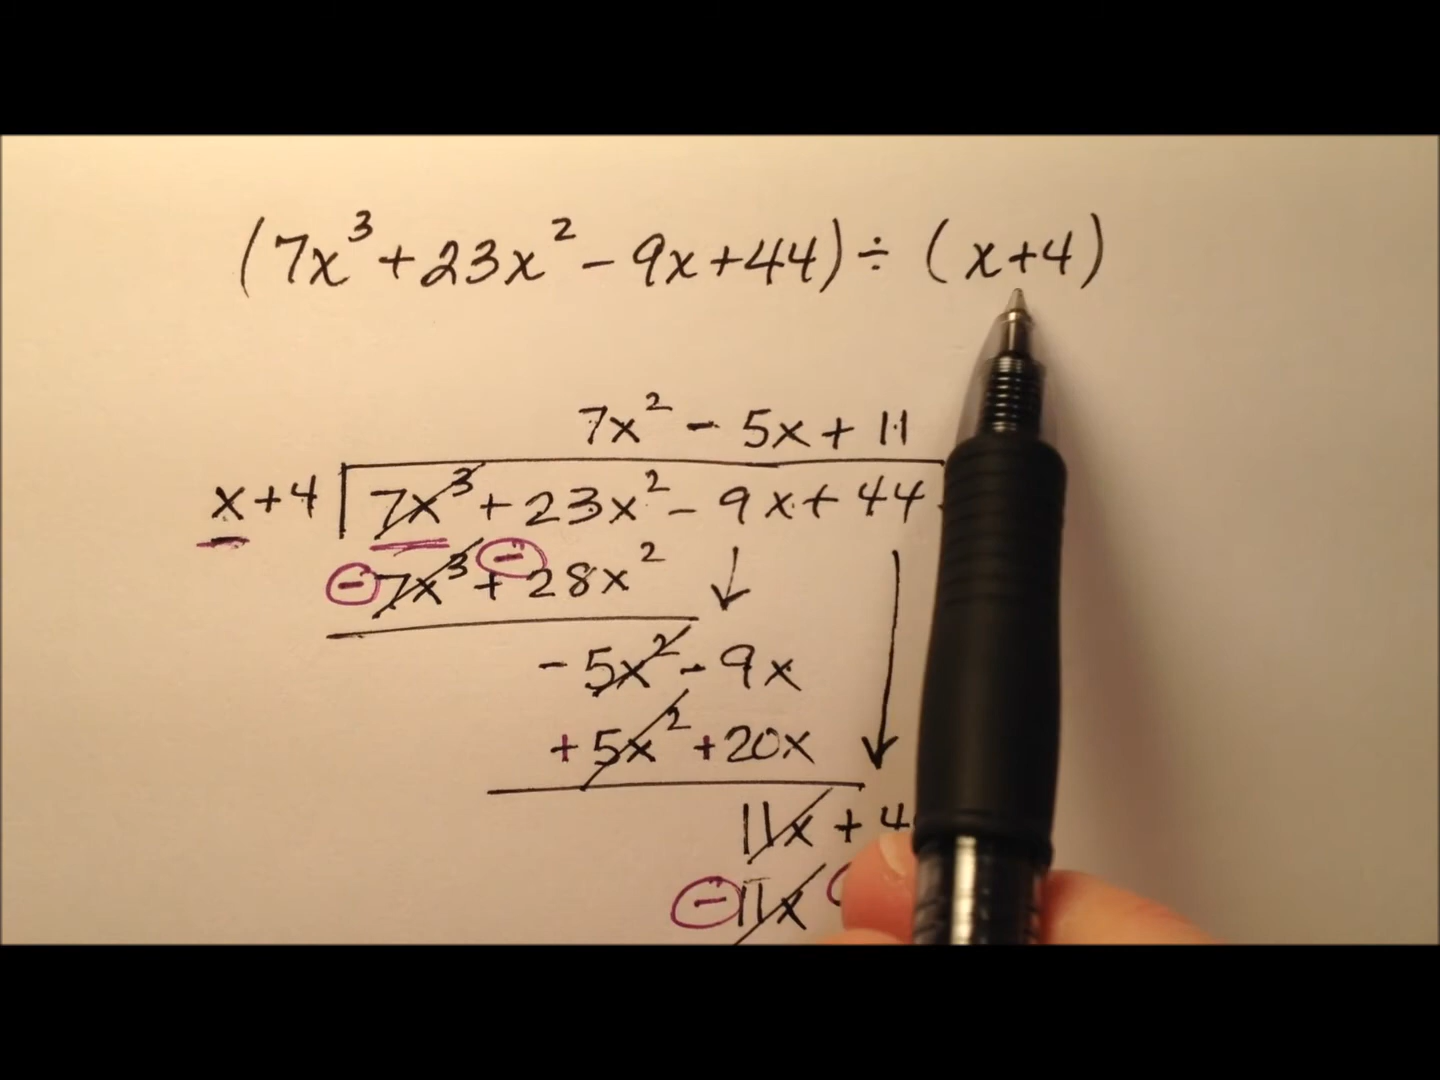 (7x³ + 23x² - 9x + 44) ÷ (x + 4)
7x² - 5x + 11
x + 4 7x³ + 23x² - 9x + 44
- 7x³ + - 28x²
- 5x² - 9x
+ 5x² + 20x
11x + 4
- 11x